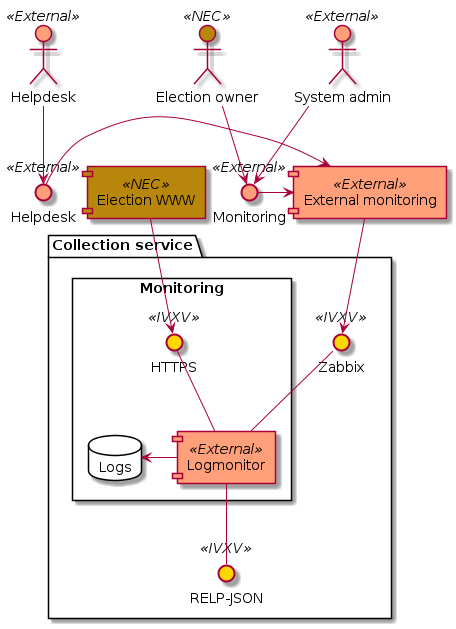 «External»
«NEC»
«External»
Helpdesk
Election owner
System admin
«External»
Helpdesk
«NEC»
Election WWW
«External»
Monitoring
«External»
External monitoring
Collection service
Monitoring
«IVXV»
HTTPS
«IVXV»
Zabbix
Logs
«External»
Logmonitor
«IVXV»
RELP-JSON